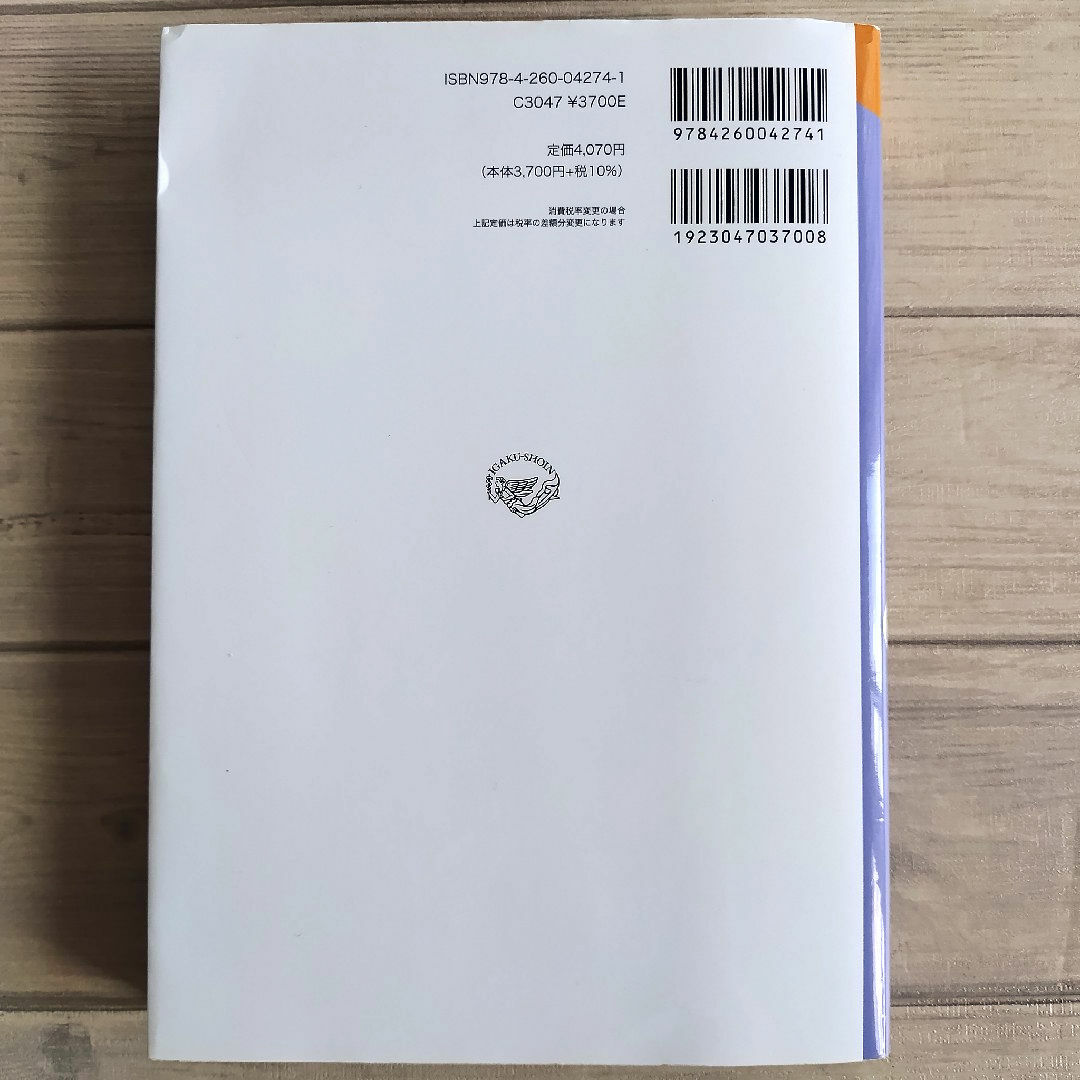 ISBN978-4-260-04274-1
C3047 ¥3700E
9784260042741
定価4,070円
(本体3,700円+税10%)
消費税率変更の場合
上記定価は税率の差額分変更になります
1923047037008
IGAKU-SHOIN